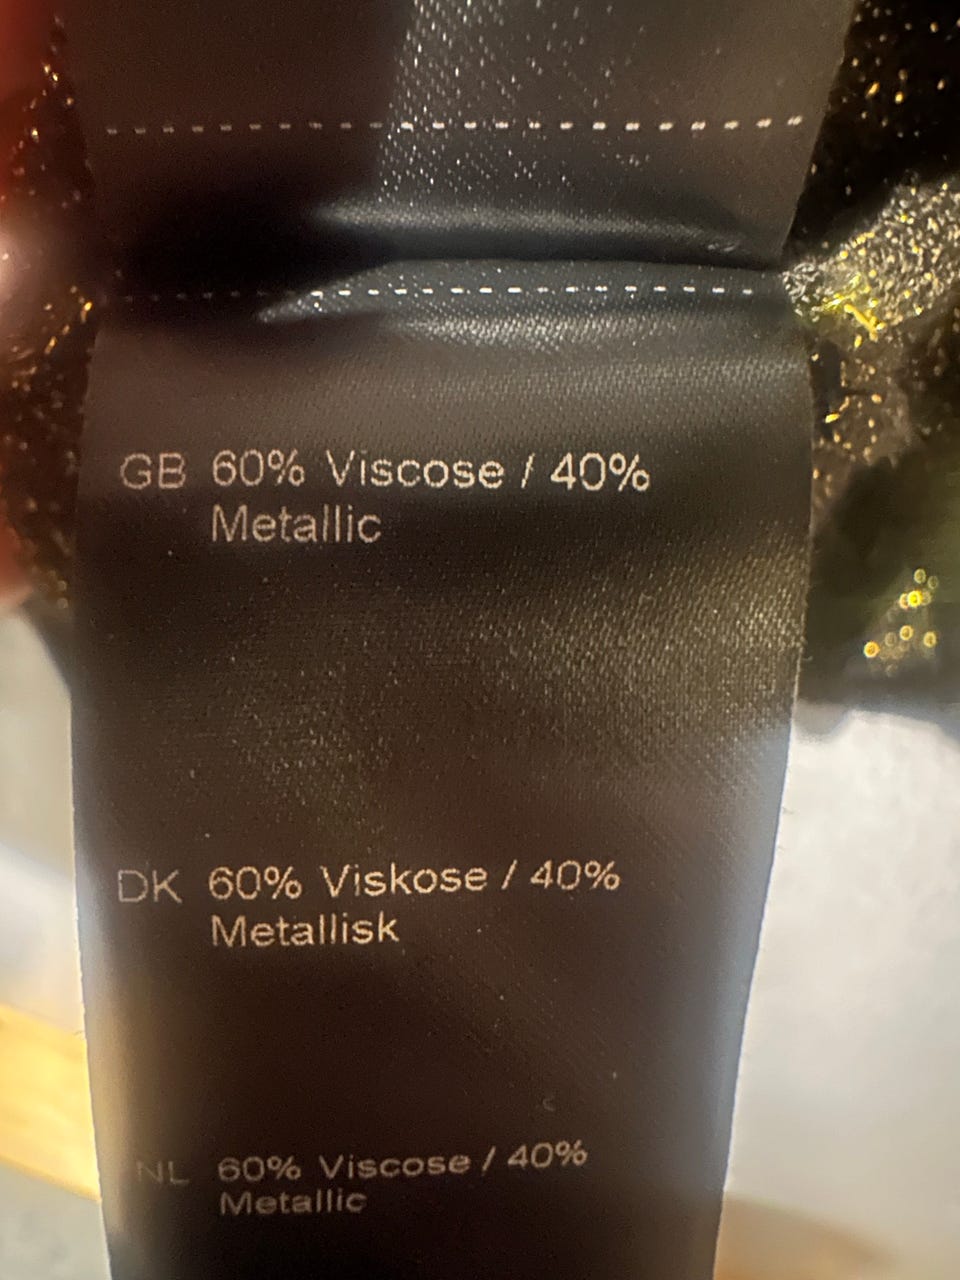 GB 60% Viscose / 40%
Metallic
DK 60% Viskose / 40%
Metallisk
NL 60% Viscose / 40%
Metallic